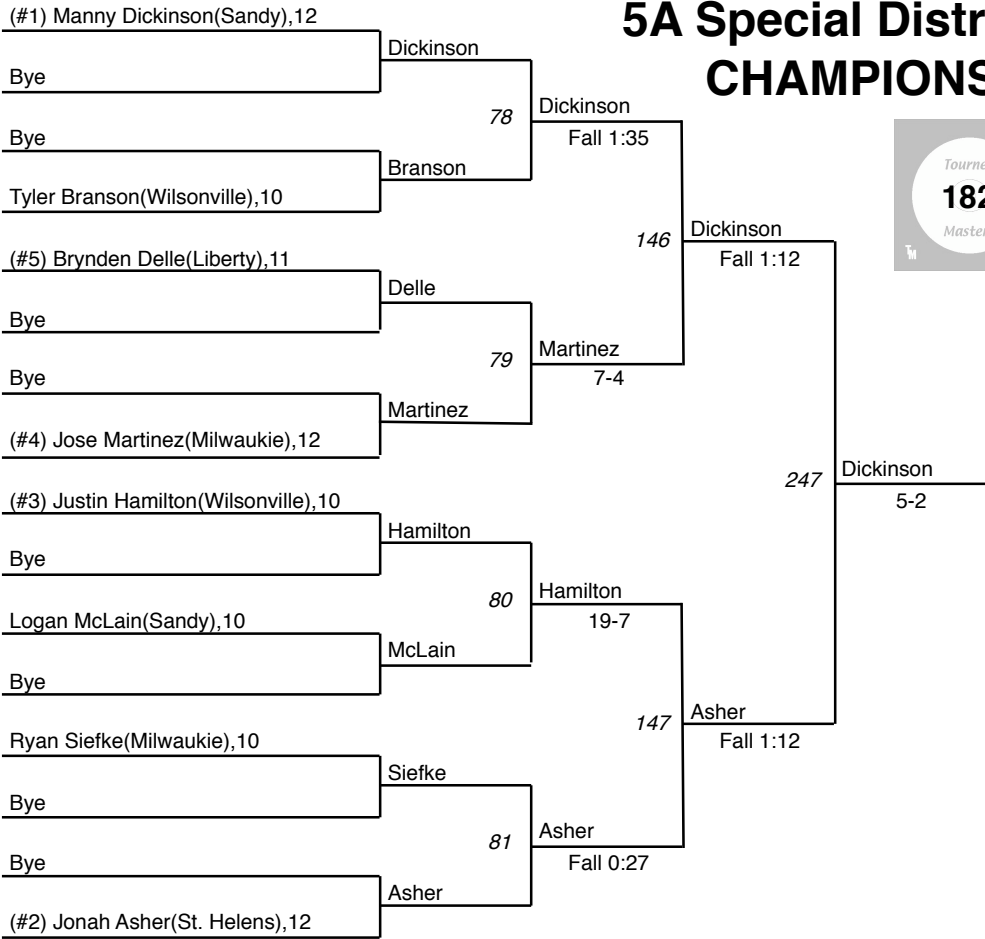 5A Special Distr
CHAMPIONS
Tourne
182
Master
TM
(#1) Manny Dickinson(Sandy),12
Bye
Bye
Tyler Branson(Wilsonville),10
(#5) Brynden Delle(Liberty),11
Bye
Bye
(#4) Jose Martinez(Milwaukie),12
(#3) Justin Hamilton(Wilsonville),10
Bye
Logan McLain(Sandy),10
Bye
Ryan Siefke(Milwaukie),10
Bye
Bye
(#2) Jonah Asher(St. Helens),12
Dickinson
Branson
Delle
Martinez
Hamilton
McLain
Siefke
Asher
78
Dickinson
Fall 1:35
79
Martinez
7-4
80
Hamilton
19-7
81
Asher
Fall 0:27
146
Dickinson
Fall 1:12
147
Asher
Fall 1:12
247
Dickinson
5-2